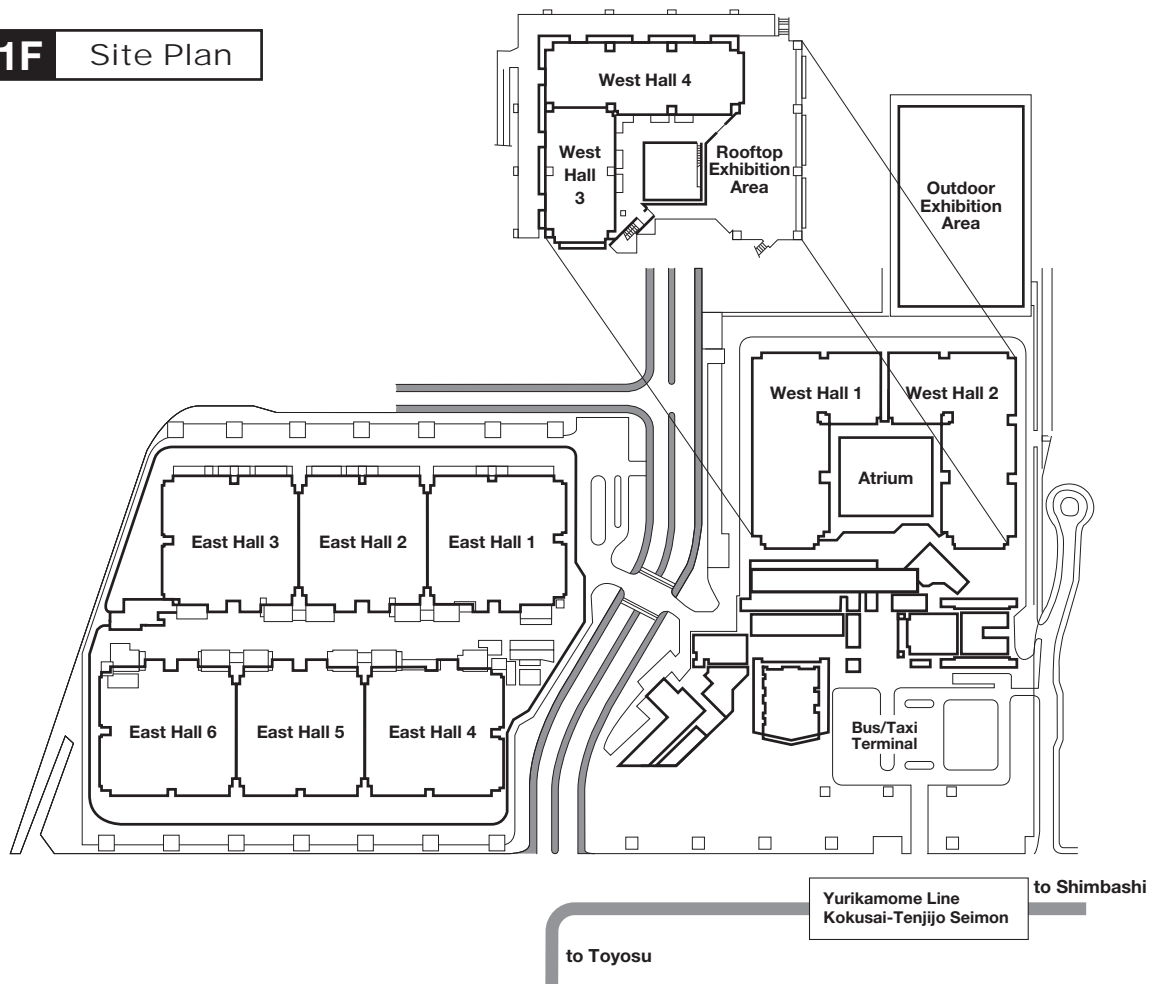 1F Site Plan
West Hall 4
West
Hall
3
Rooftop
Exhibition
Area
Outdoor
Exhibition
Area
West Hall 1
West Hall 2
Atrium
East Hall 3
East Hall 2
East Hall 1
East Hall 6
East Hall 5
East Hall 4
Bus/Taxi
Terminal
Yurikamome Line
Kokusai-Tenjijo Seimon
to Shimbashi
to Toyosu